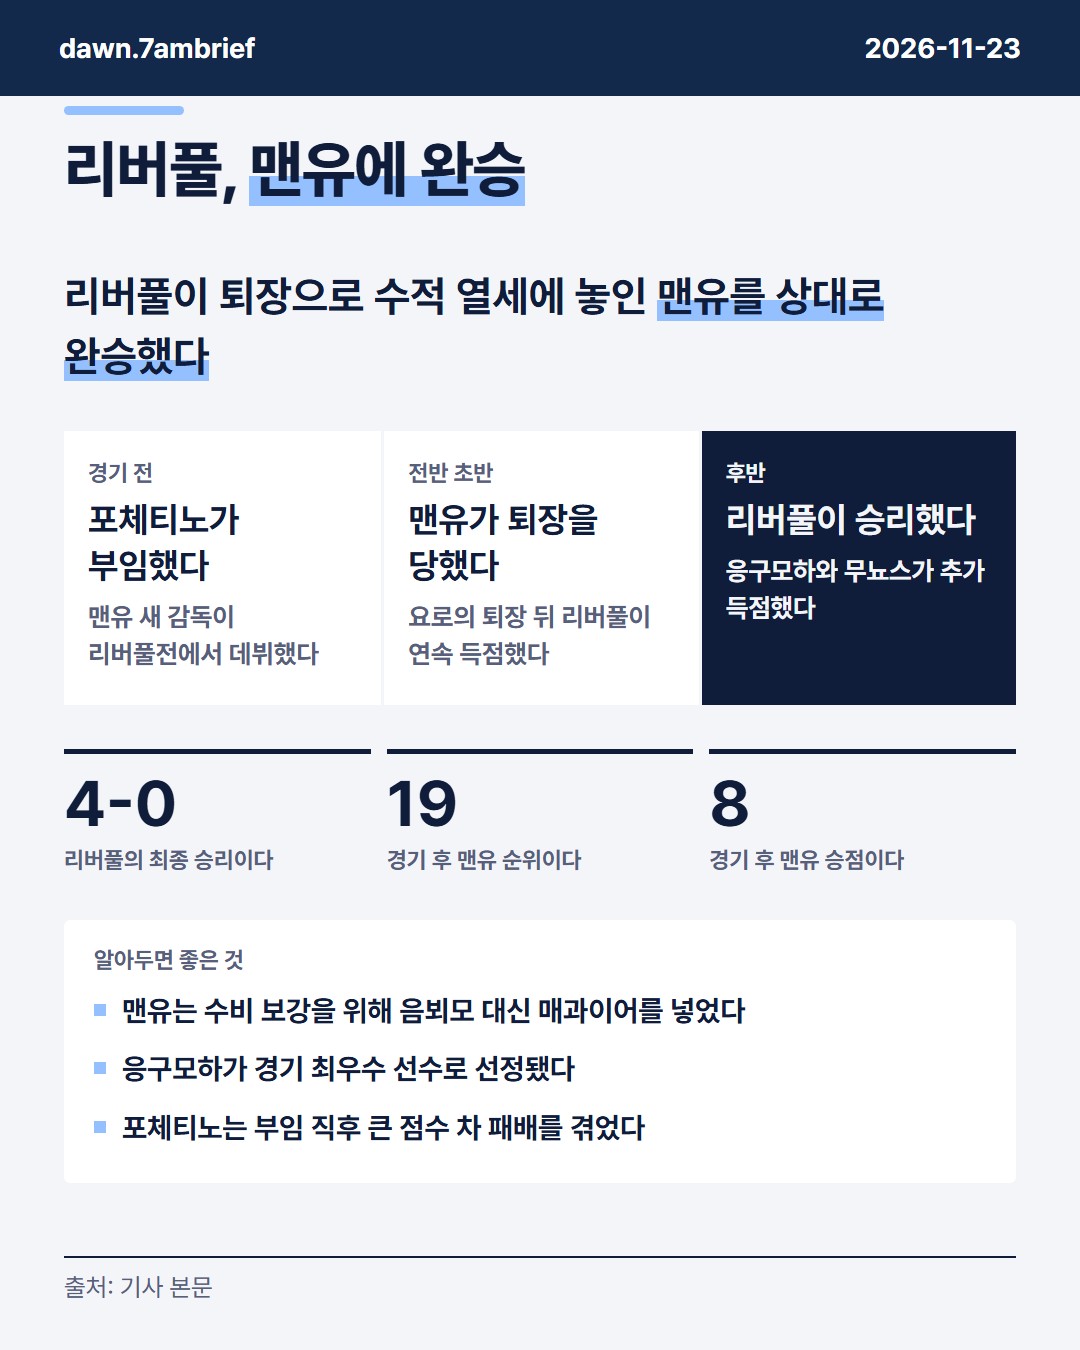 dawn.7ambrief
2026-11-23
리버풀, 맨유에 완승
리버풀이 퇴장으로 수적 열세에 놓인 맨유를 상대로
완승했다
경기 전
포체티노가
부임했다
맨유 새 감독이
리버풀전에서 데뷔했다
전반 초반
맨유가 퇴장을
당했다
요로의 퇴장 뒤 리버풀이
연속 득점했다
후반
리버풀이 승리했다
응구모하와 무뇨스가 추가
득점했다
4-0
리버풀의 최종 승리이다
19
경기 후 맨유 순위이다
8
경기 후 맨유 승점이다
알아두면 좋은 것
맨유는 수비 보강을 위해 음뵈모 대신 매과이어를 넣었다
응구모하가 경기 최우수 선수로 선정됐다
포체티노는 부임 직후 큰 점수 차 패배를 겪었다
출처: 기사 본문